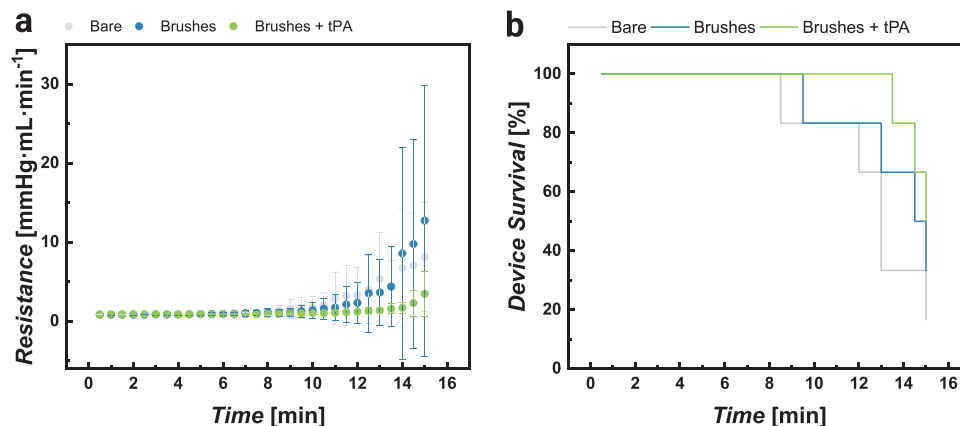 a
Bare Brushes Brushes + tPA
Resistance [mmHg·mL·min⁻¹]
30
20
10
0
0 2 4 6 8 10 12 14 16
Time [min]
b
Bare Brushes Brushes + tPA
Device Survival [%]
100
80
60
40
20
0
0 2 4 6 8 10 12 14 16
Time [min]